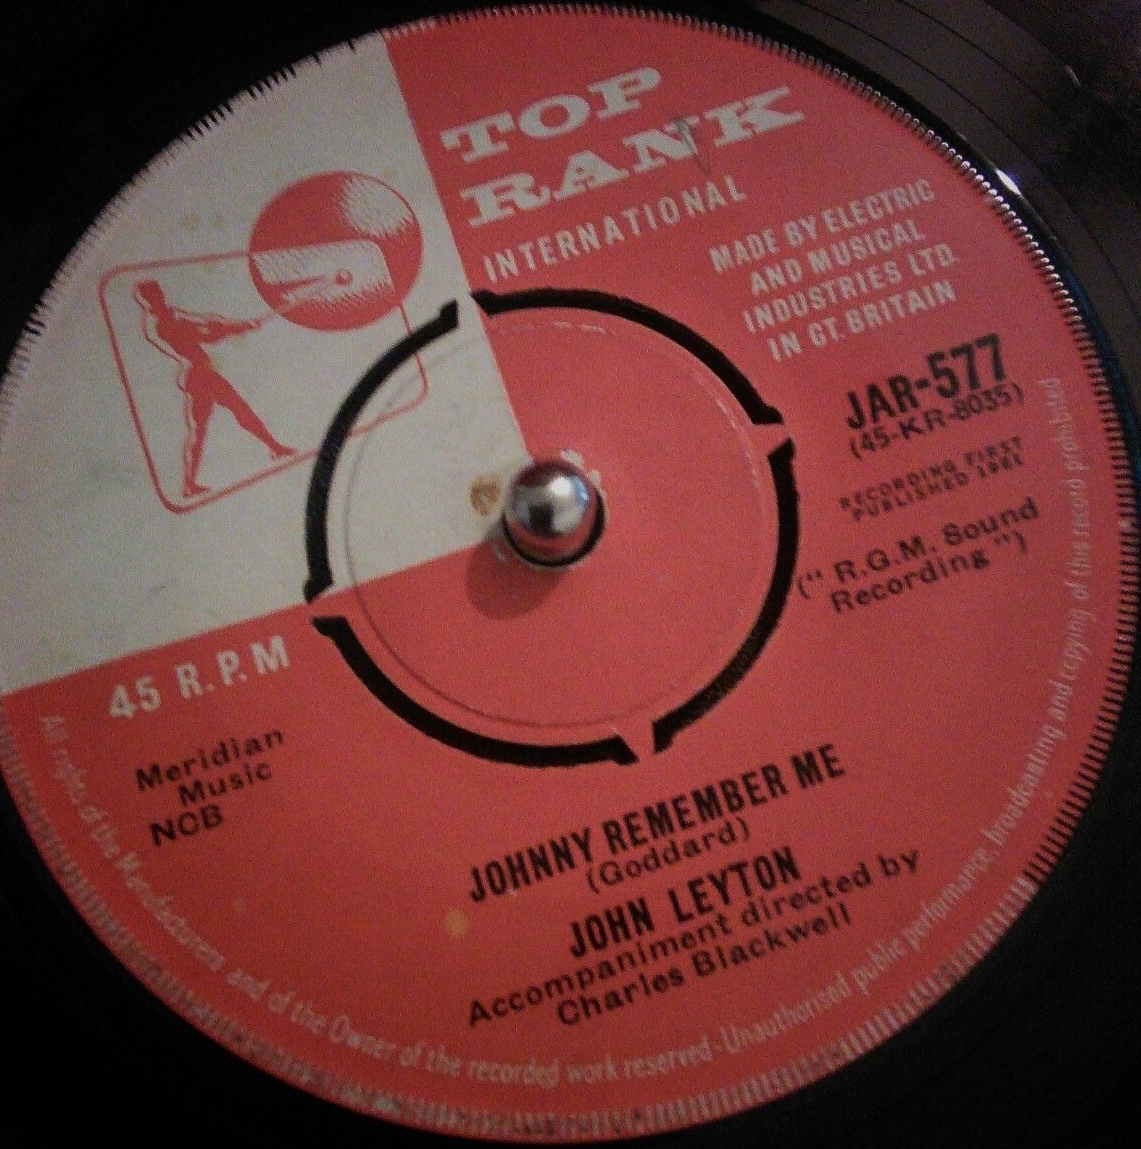 TOP
RANK
INTERNATIONAL
MADE BY ELECTRIC
AND MUSICAL
INDUSTRIES LTD.
IN GT. BRITAIN
JAR-577
(45-KR-8035)
RECORDING FIRST
PUBLISHED 1961
(" R.G.M. Sound
Recording ")
45 R.P.M
Meridian
Music
NCB
JOHNNY REMEMBER ME
(Goddard)
JOHN LEYTON
Accompaniment directed by
Charles Blackwell
All rights of the Manufacturers and of the Owner of the recorded work reserved - Unauthorised public performance, broadcasting and copying of this record prohibited